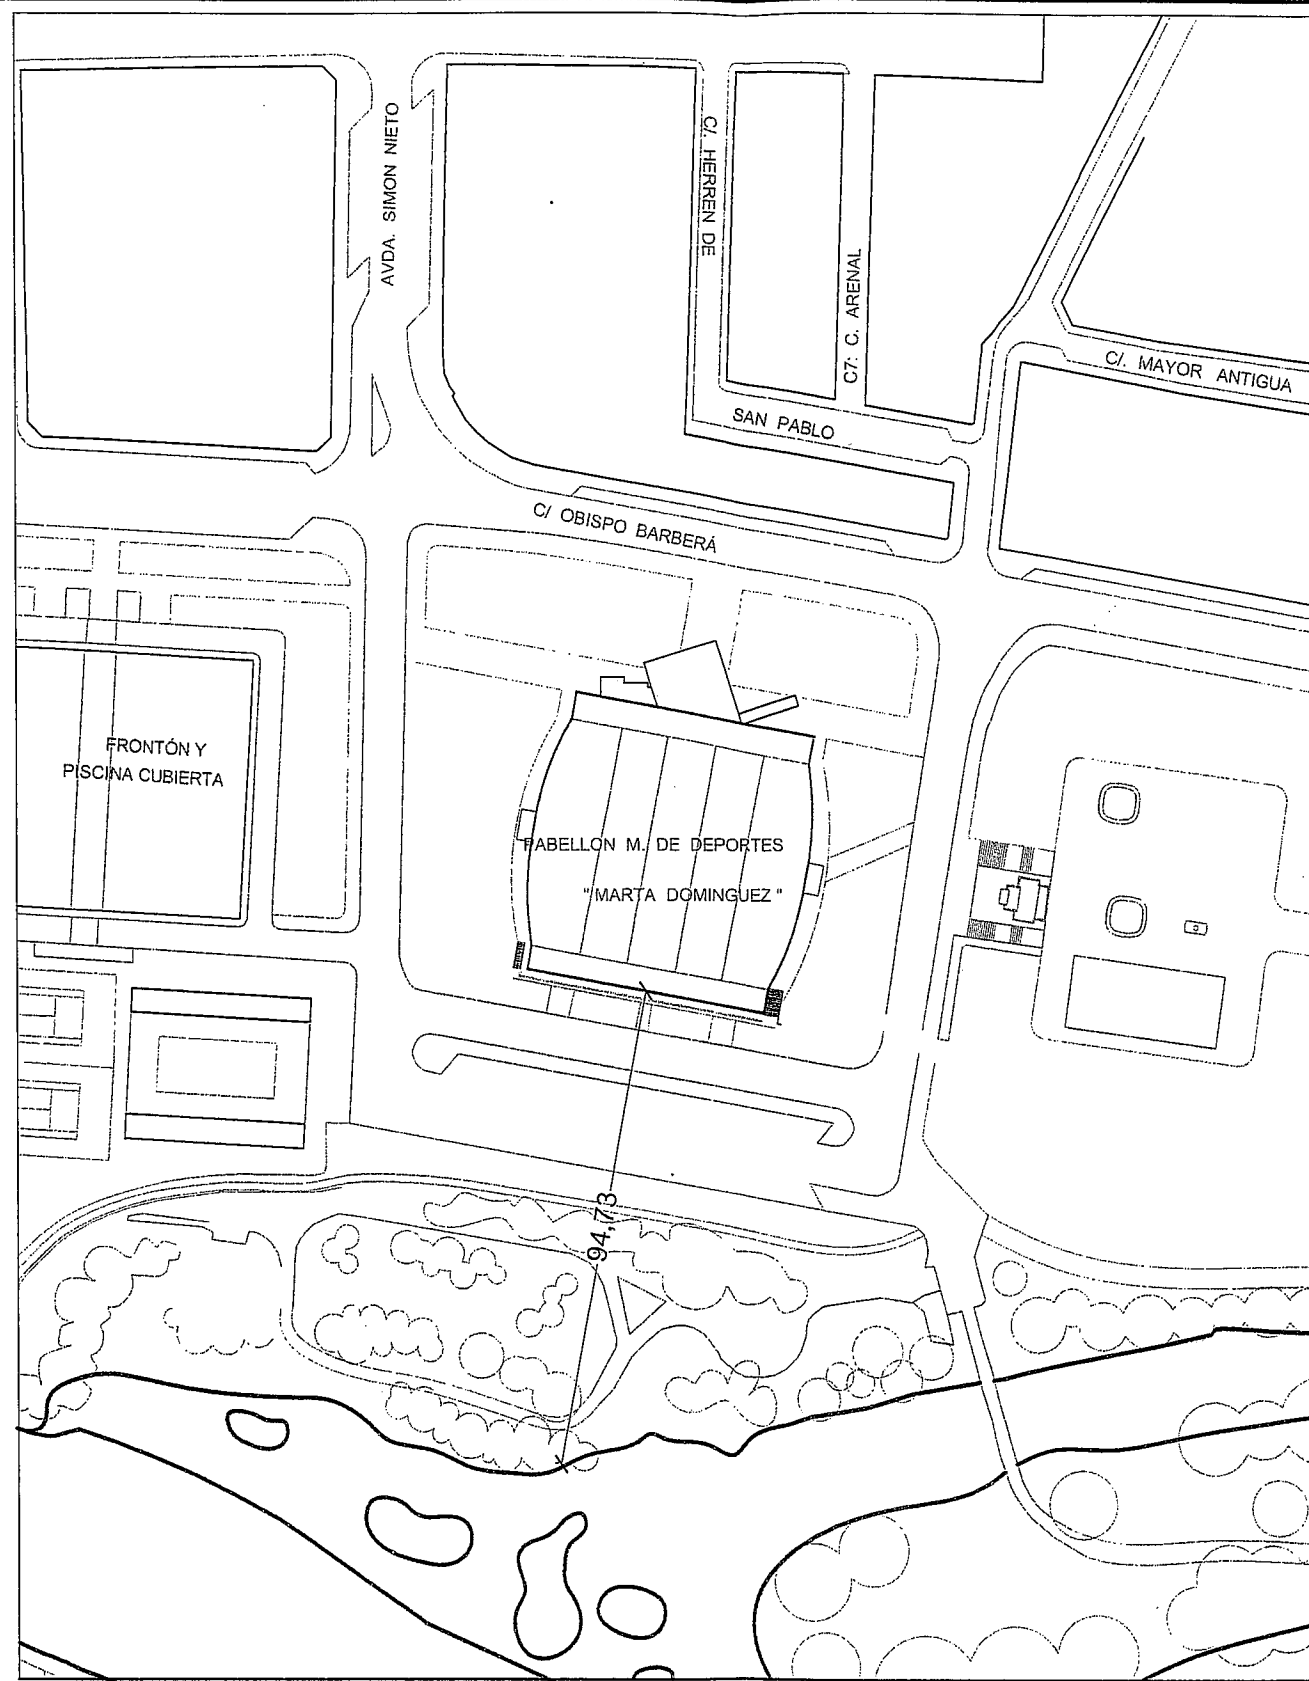 AVDA. SIMON NIETO
C/. HERREN DE
C7: C. ARENAL
C/. MAYOR ANTIGUA
SAN PABLO
C/ OBISPO BARBERÁ
FRONTÓN Y
PISCINA CUBIERTA
PABELLON M. DE DEPORTES
" MARTA DOMINGUEZ "
94,73